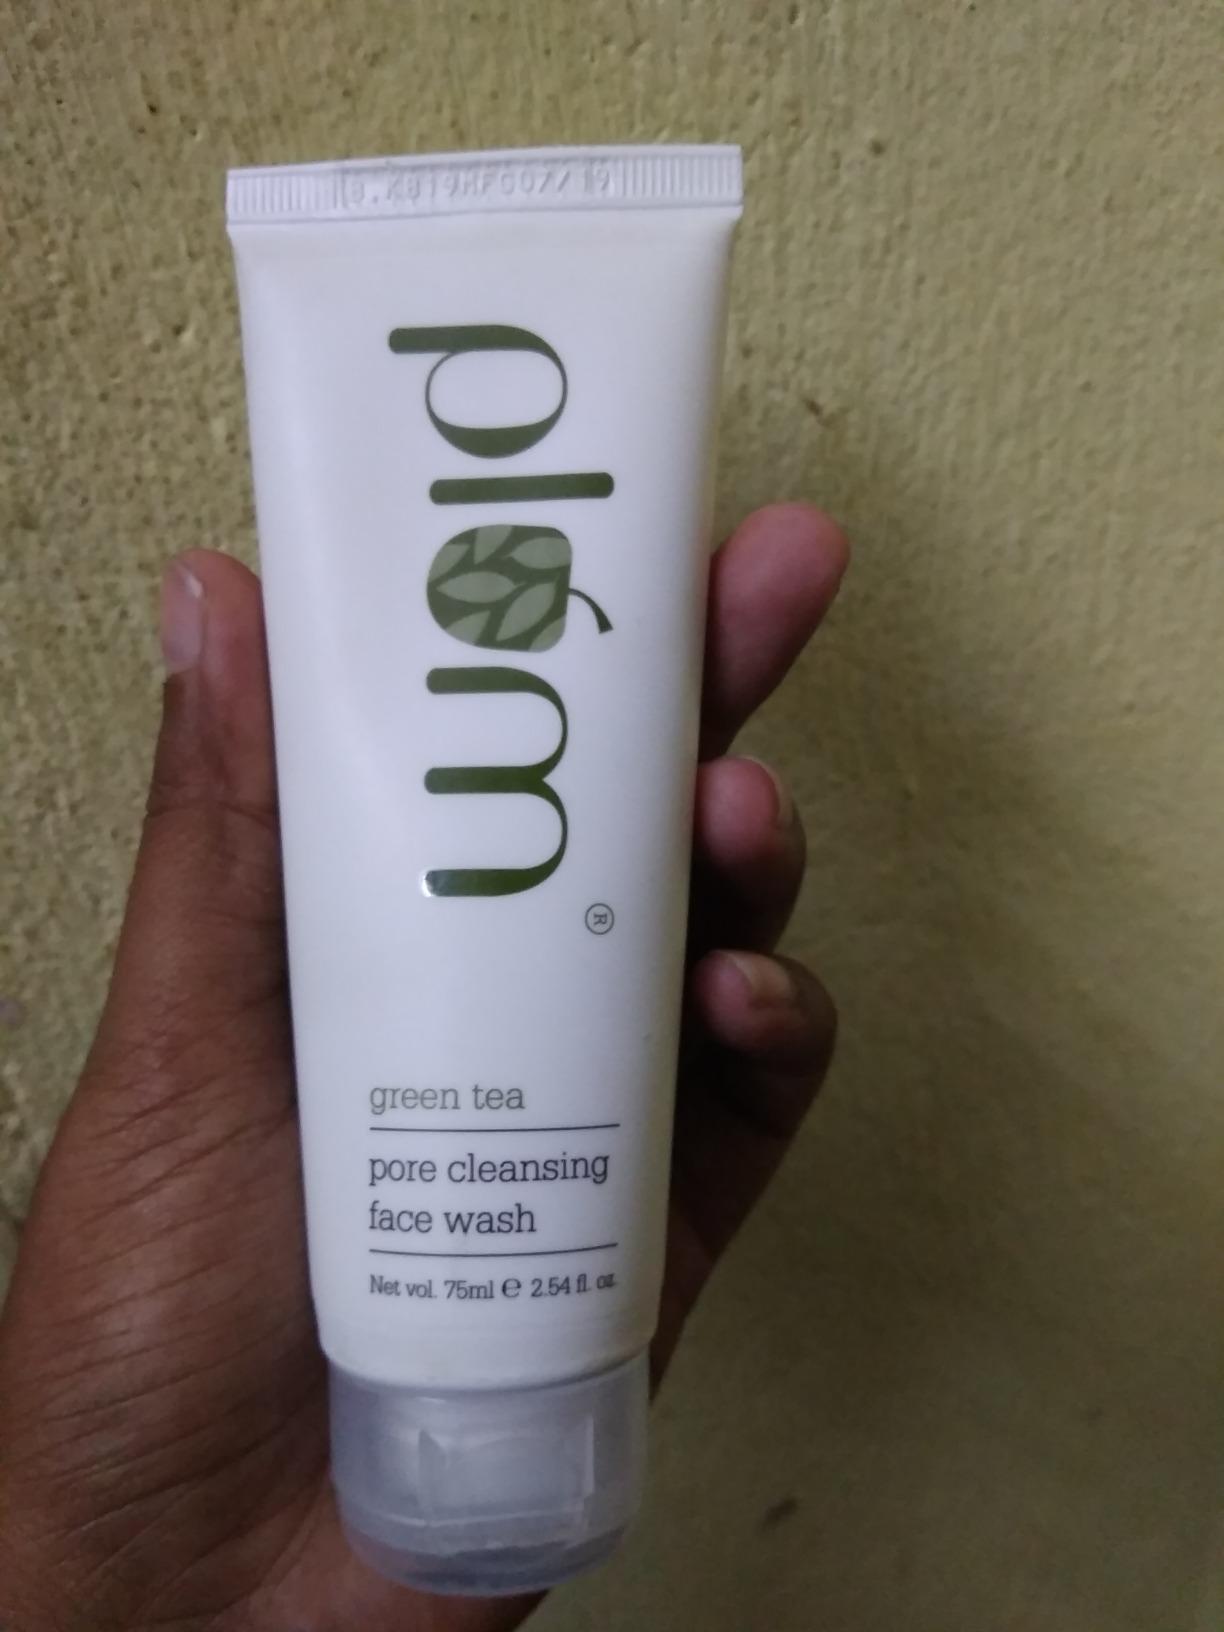 plum
®
green tea
pore cleansing
face wash
Net vol. 75ml e 2.54 fl. oz.